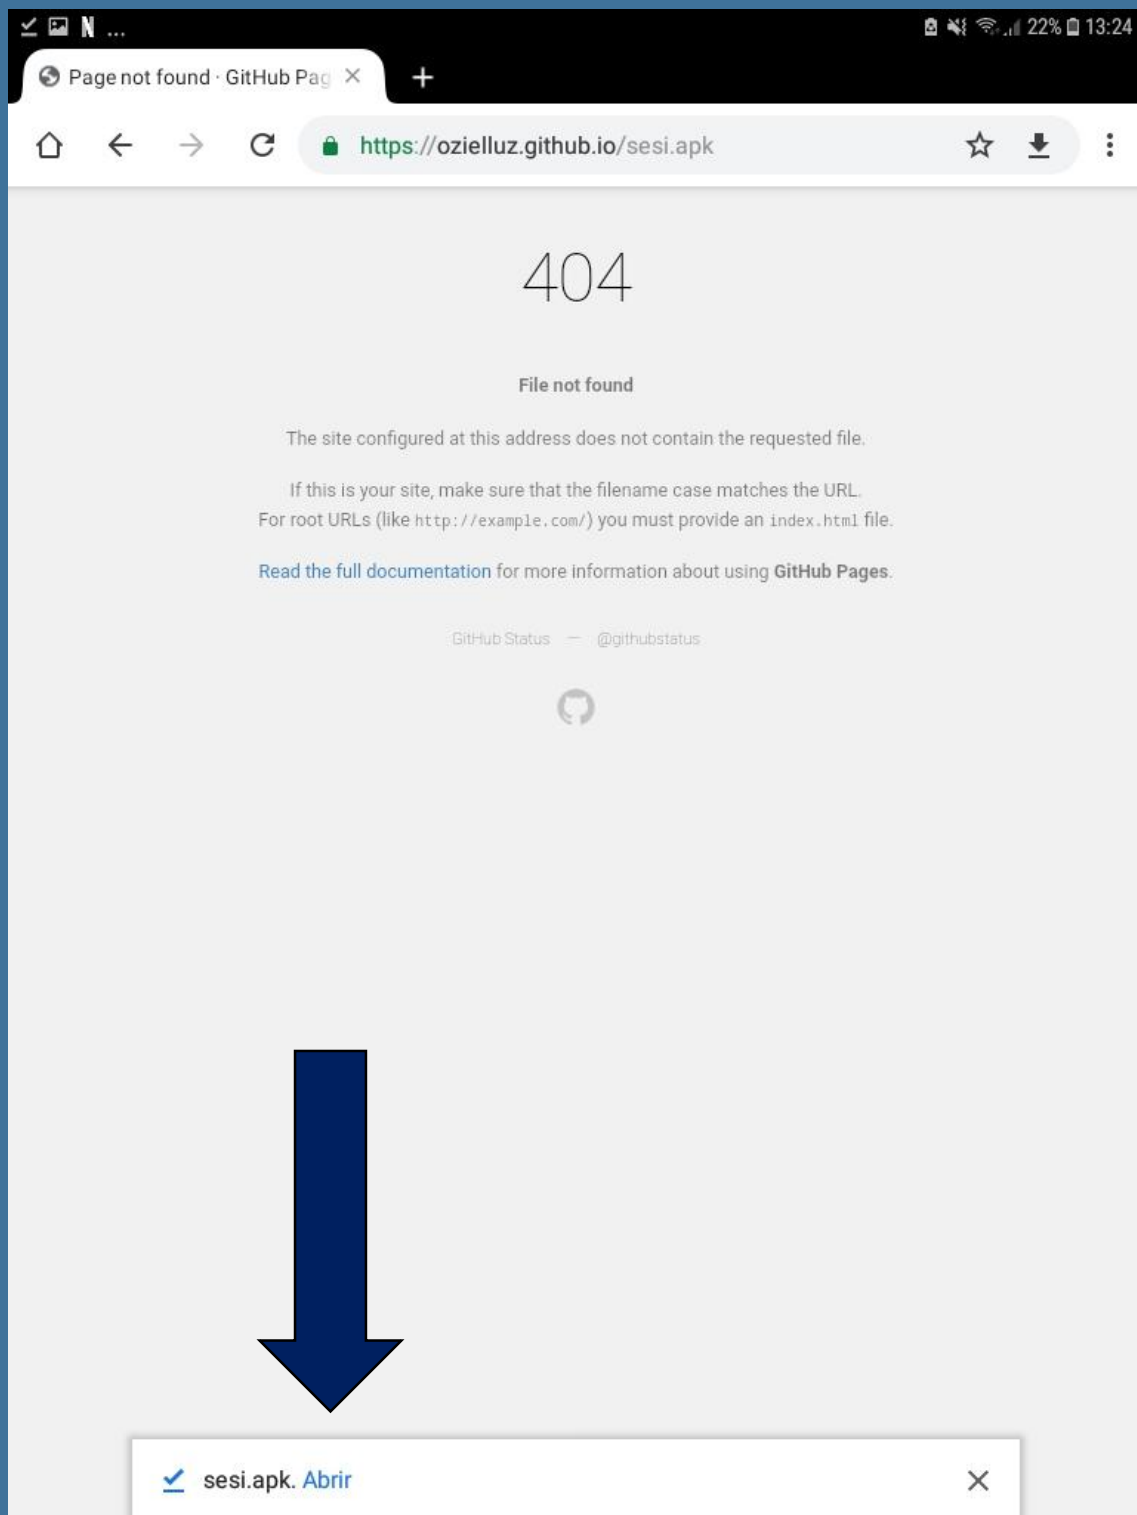 N ... 22% 13:24
Page not found · GitHub Pag
https://ozielluz.github.io/sesi.apk
404
File not found
The site configured at this address does not contain the requested file.
If this is your site, make sure that the filename case matches the URL.
For root URLs (like http://example.com/) you must provide an index.html file.
Read the full documentation for more information about using GitHub Pages.
GitHub Status — @githubstatus
sesi.apk. Abrir